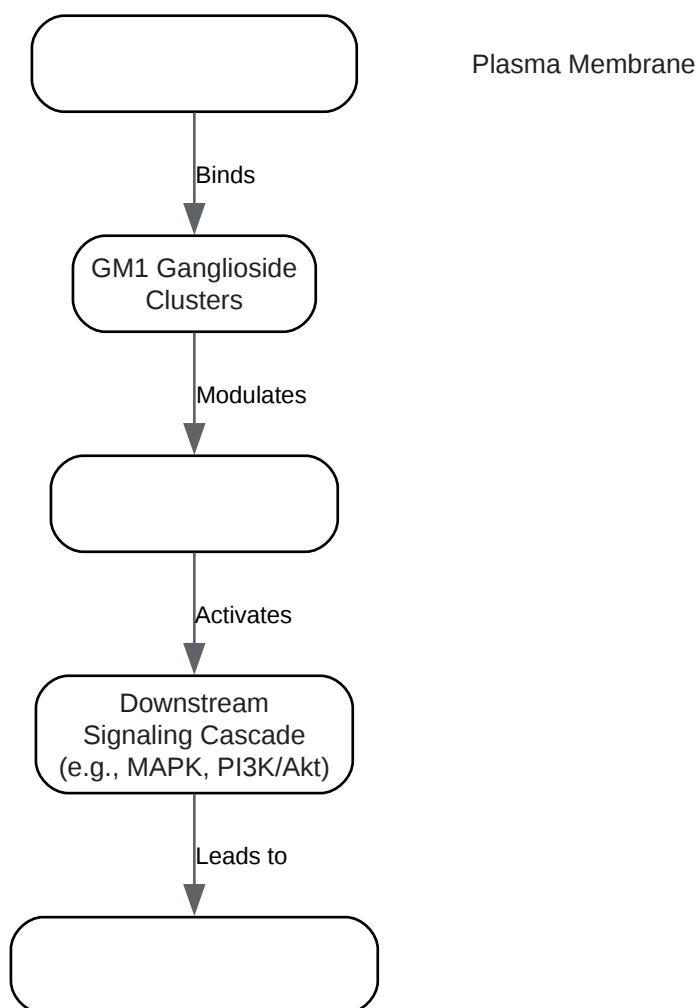 Plasma Membrane
Binds
GM1 Ganglioside
Clusters
Modulates
Activates
Downstream
Signaling Cascade
(e.g., MAPK, PI3K/Akt)
Leads to